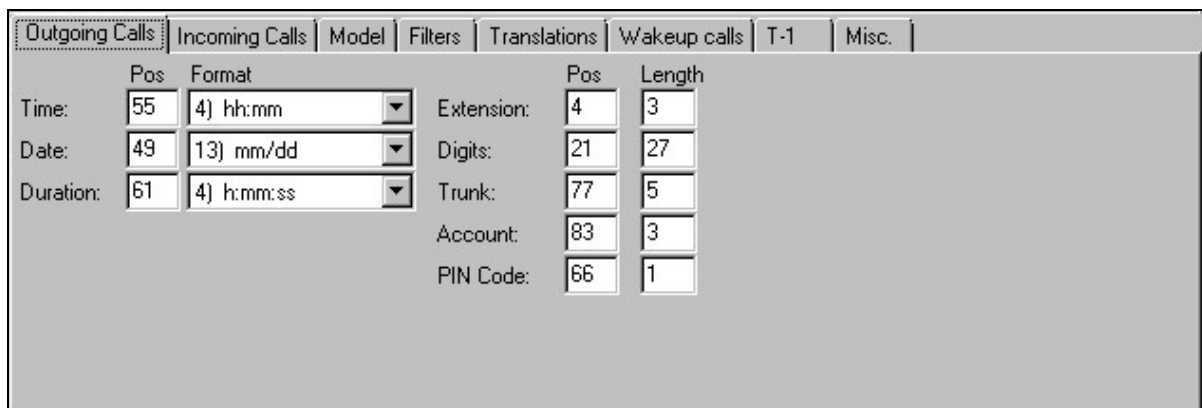 Outgoing Calls Incoming Calls Model Filters Translations Wakeup calls T-1 Misc.
Pos Format Pos Length
Time: 55 4) hh:mm Extension: 4 3
Date: 49 13) mm/dd Digits: 21 27
Duration: 61 4) h:mm:ss Trunk: 77 5
Account: 83 3
PIN Code: 66 1